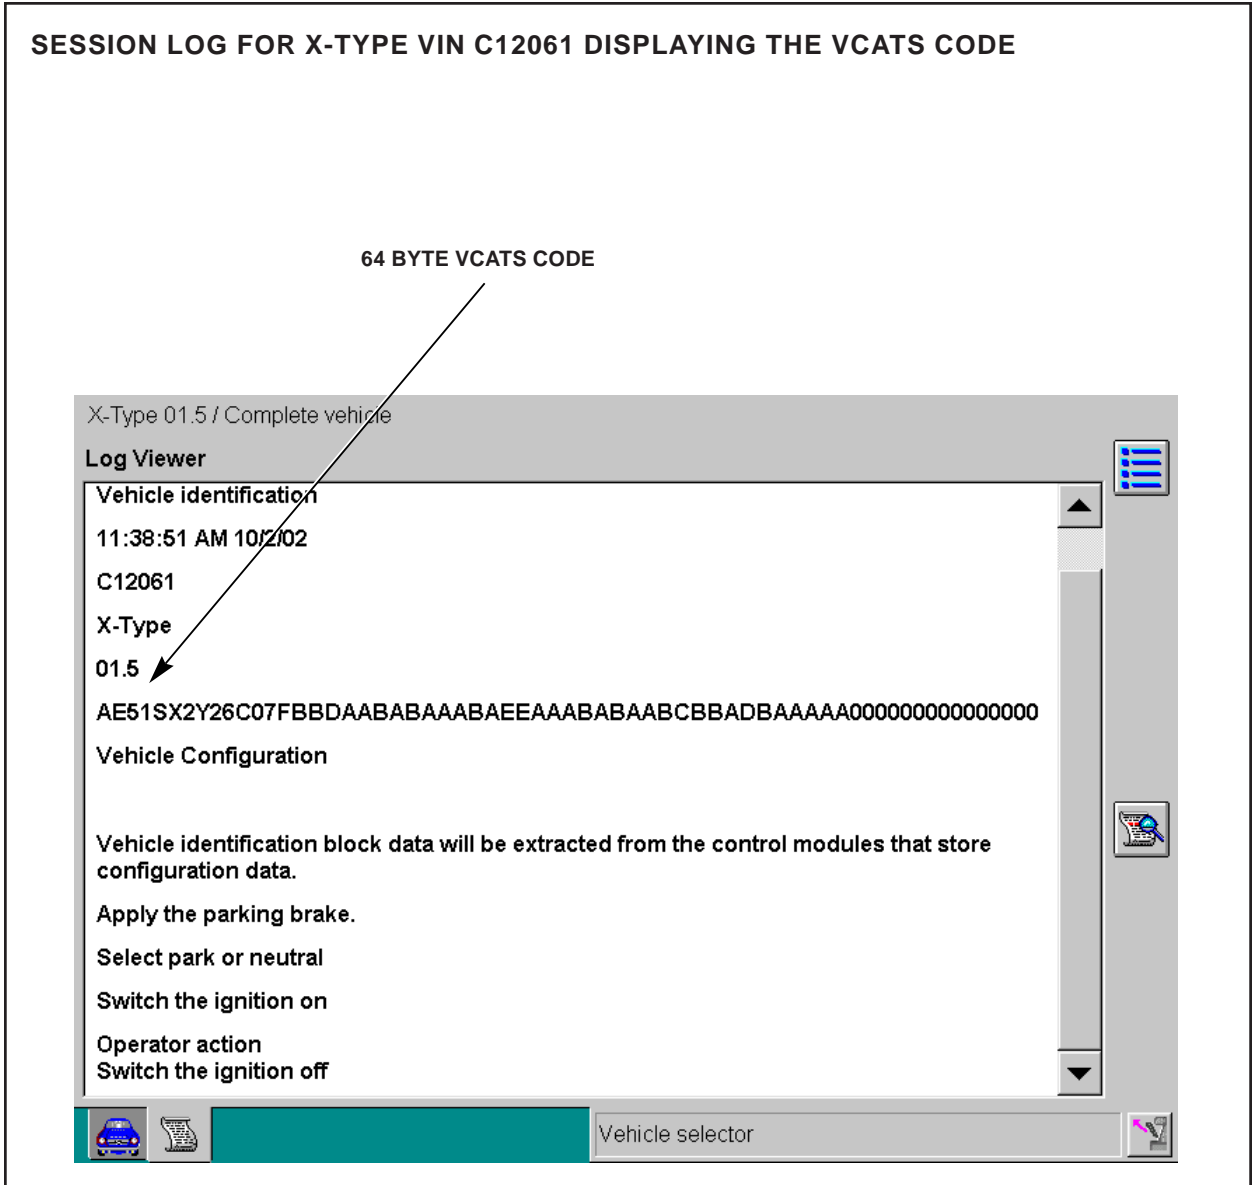 SESSION LOG FOR X-TYPE VIN C12061 DISPLAYING THE VCATS CODE
64 BYTE VCATS CODE
X-Type 01.5 / Complete vehicle
Log Viewer
Vehicle identification
11:38:51 AM 10/2/02
C12061
X-Type
01.5
AE51SX2Y26C07FBBDAABABAAABAEEAAABABAABCBBADBAAAAA000000000000000
Vehicle Configuration
Vehicle identification block data will be extracted from the control modules that store
configuration data.
Apply the parking brake.
Select park or neutral
Switch the ignition on
Operator action
Switch the ignition off
Vehicle selector